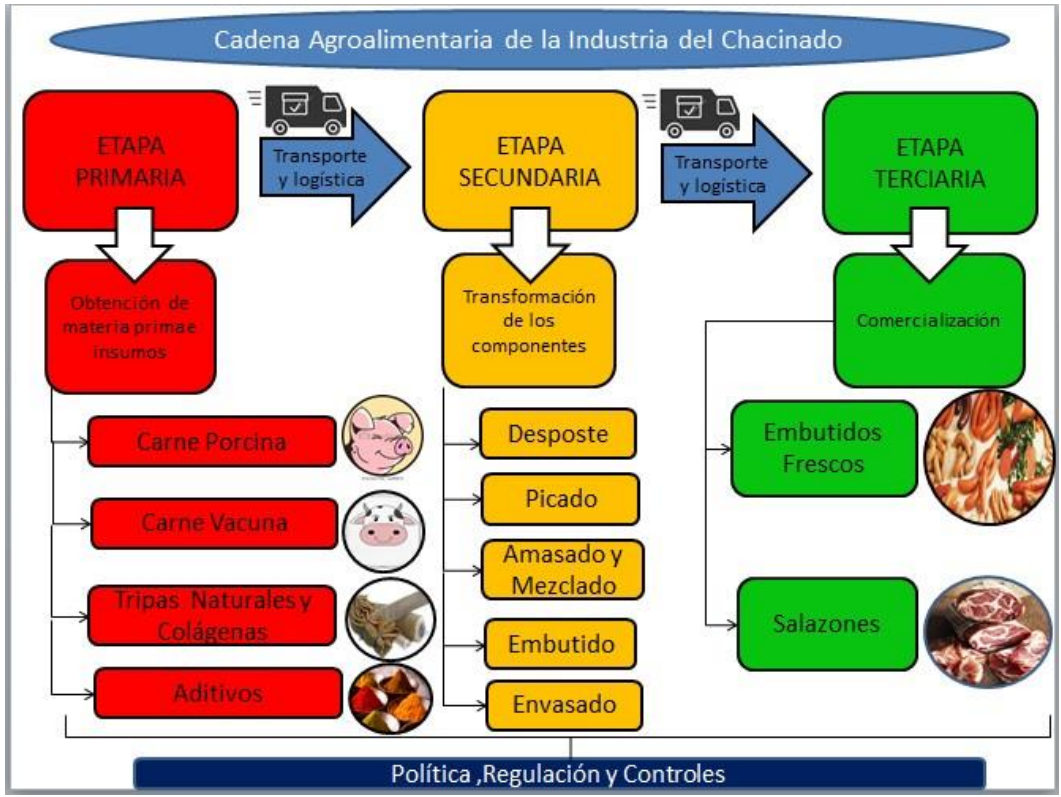 Cadena Agroalimentaria de la Industria del Chacinado
ETAPA
PRIMARIA
Transporte
y logística
ETAPA
SECUNDARIA
Transporte
y logística
ETAPA
TERCIARIA
Obtención de
materia primae
insumos
Transformación
de los
componentes
Comercialización
Carne Porcina
Carne Vacuna
Tripas Naturales y
Colágenas
Aditivos
Desposte
Picado
Amasado y
Mezclado
Embutido
Envasado
Embutidos
Frescos
Salazones
Política ,Regulación y Controles